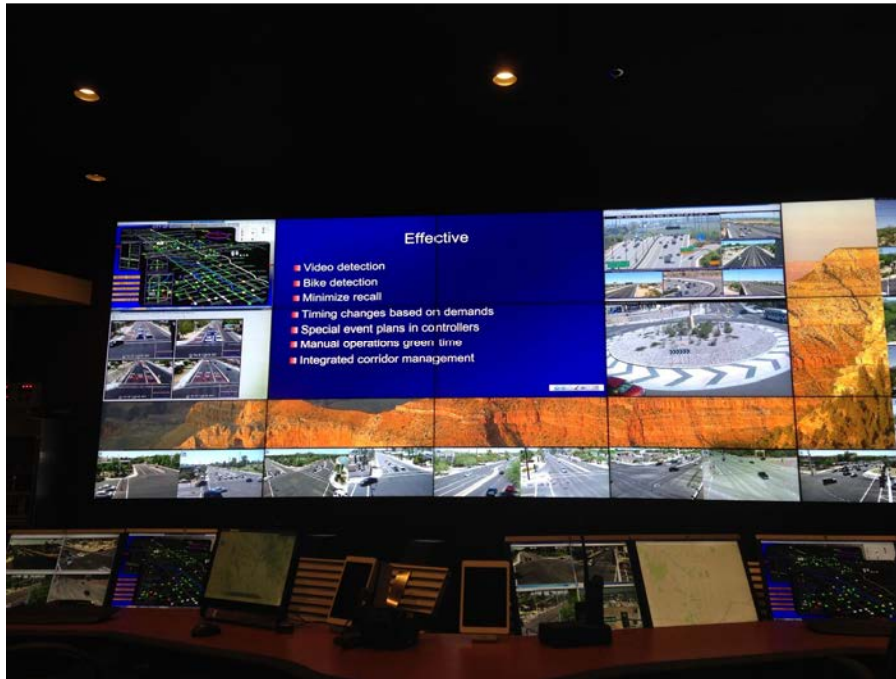 Effective
Video detection
Bike detection
Minimize recall
Timing changes based on demands
Special event plans in controllers
Manual operations green time
Integrated corridor management